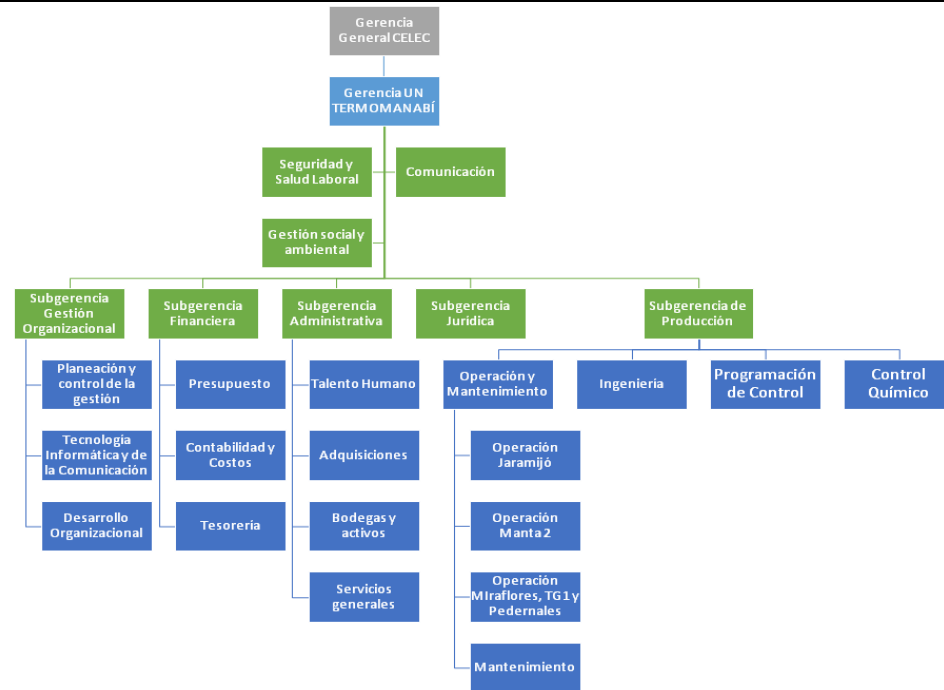 Gerencia
General CELEC
Gerencia UN
TERMOMANABÍ
Seguridad y
Salud Laboral
Comunicación
Gestión social y
ambiental
Subgerencia
Gestión
Organizacional
Subgerencia
Financiera
Subgerencia
Administrativa
Subgerencia
Jurídica
Subgerencia de
Producción
Planeación y
control de la
gestión
Presupuesto
Talento Humano
Operación y
Mantenimiento
Ingeniería
Programación
de Control
Control
Químico
Tecnología
Informática y de
la Comunicación
Contabilidad y
Costos
Adquisiciones
Operación
Jaramijó
Desarrollo
Organizacional
Tesorería
Bodegas y
activos
Operación
Manta 2
Servicios
generales
Operación
MIraflores, TG1 y
Pedernales
Mantenimiento